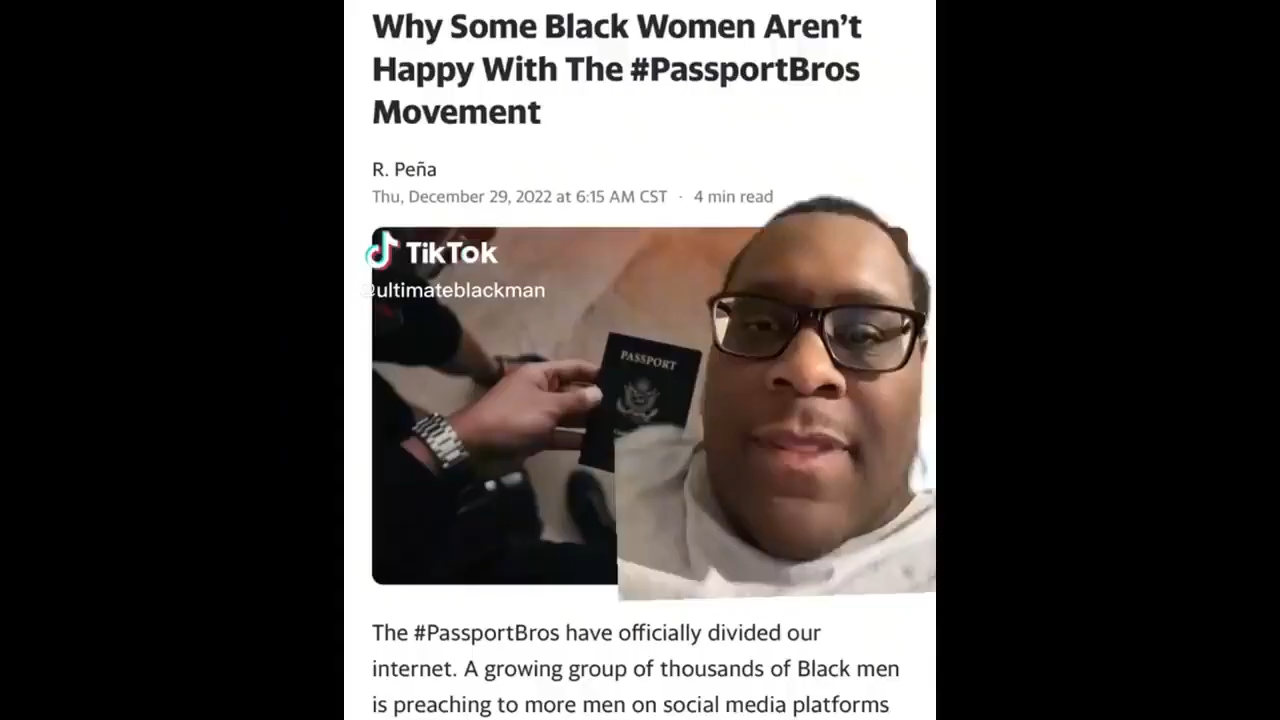 Why Some Black Women Aren't
Happy With The #PassportBros
Movement
R. Peña
Thu, December 29, 2022 at 6:15 AM CST · 4 min read
TikTok
@ultimateblackman
PASSPORT
The #PassportBros have officially divided our
internet. A growing group of thousands of Black men
is preaching to more men on social media platforms